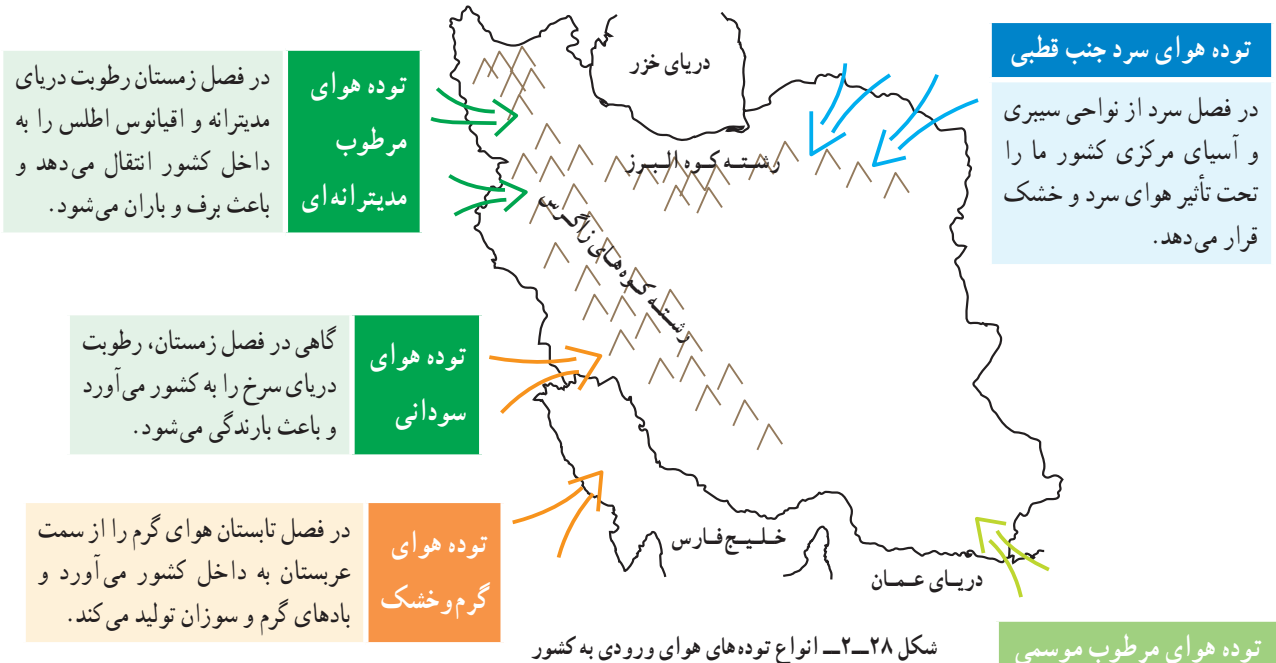 توده هوای سرد جنب قطبی
در فصل سرد از نواحی سیبری
و آسیای مرکزی کشور ما را
تحت تأثیر هوای سرد و خشک
قرار می‌دهد.
دریای خزر
رشته کوه البرز
رشته کوه‌های زاگرس
توده هوای
مرطوب
مدیترانه‌ای
در فصل زمستان رطوبت دریای
مدیترانه و اقیانوس اطلس را به
داخل کشور انتقال می‌دهد و
باعث برف و باران می‌شود.
توده هوای
سودانی
گاهی در فصل زمستان، رطوبت
دریای سرخ را به کشور می‌آورد
و باعث بارندگی می‌شود.
توده هوای
گرم و خشک
در فصل تابستان هوای گرم را از سمت
عربستان به داخل کشور می‌آورد و
بادهای گرم و سوزان تولید می‌کند.
خلیج فارس
دریای عمان
توده هوای مرطوب موسمی
شکل ۲۸ــ۲ــ انواع توده‌های هوای ورودی به کشور